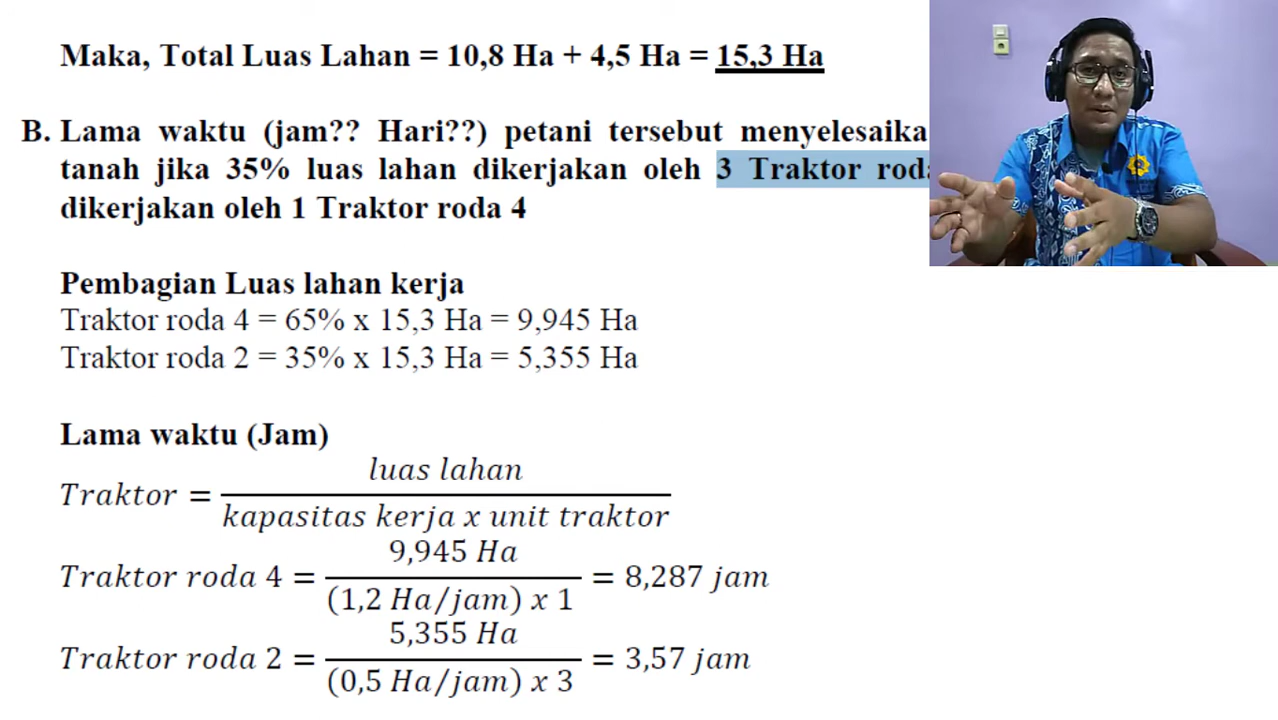 Maka, Total Luas Lahan = 10,8 Ha + 4,5 Ha = 15,3 Ha
B. Lama waktu (jam?? Hari??) petani tersebut menyelesaika
tanah jika 35% luas lahan dikerjakan oleh 3 Traktor roda
dikerjakan oleh 1 Traktor roda 4
Pembagian Luas lahan kerja
Traktor roda 4 = 65% x 15,3 Ha = 9,945 Ha
Traktor roda 2 = 35% x 15,3 Ha = 5,355 Ha
Lama waktu (Jam)
luas lahan
Traktor =
kapasitas kerja x unit traktor
9,945 Ha
Traktor roda 4 = = 8,287 jam
(1,2 Ha/jam) x 1
5,355 Ha
Traktor roda 2 = = 3,57 jam
(0,5 Ha/jam) x 3